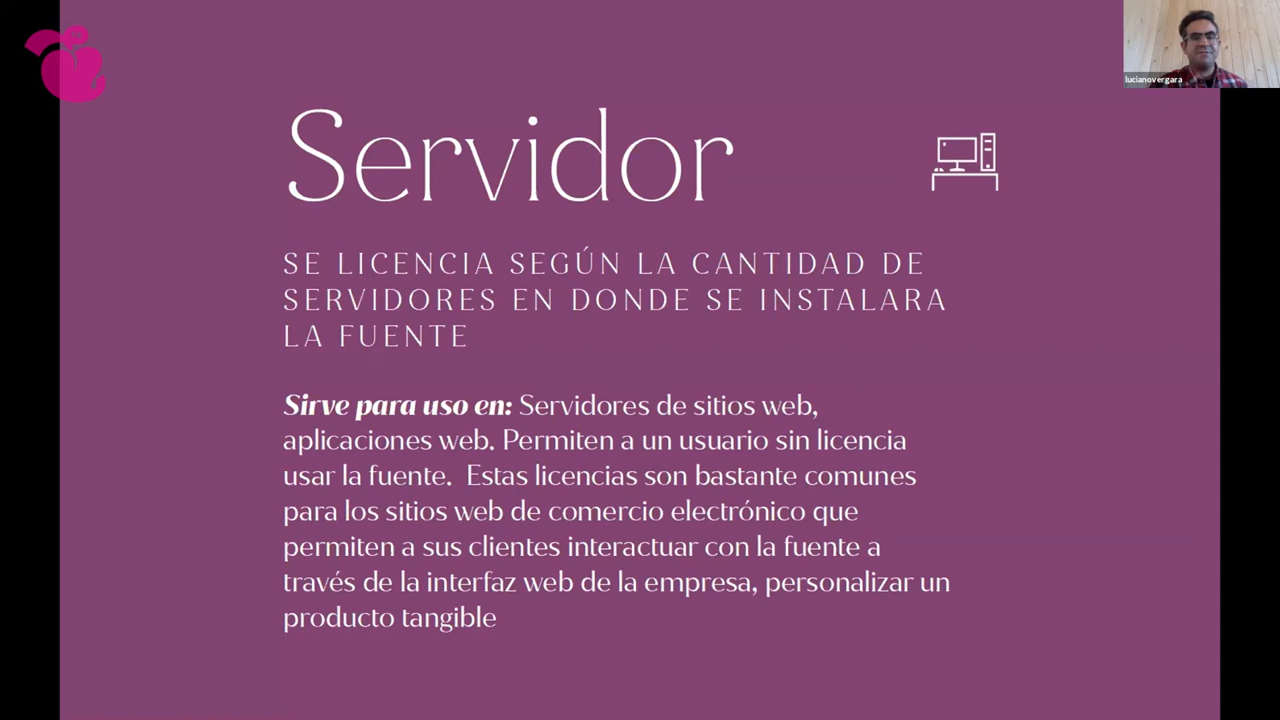 lucianovergara
Servidor
SE LICENCIA SEGÚN LA CANTIDAD DE
SERVIDORES EN DONDE SE INSTALARA
LA FUENTE
Sirve para uso en: Servidores de sitios web,
aplicaciones web. Permiten a un usuario sin licencia
usar la fuente.  Estas licencias son bastante comunes
para los sitios web de comercio electrónico que
permiten a sus clientes interactuar con la fuente a
través de la interfaz web de la empresa, personalizar un
producto tangible